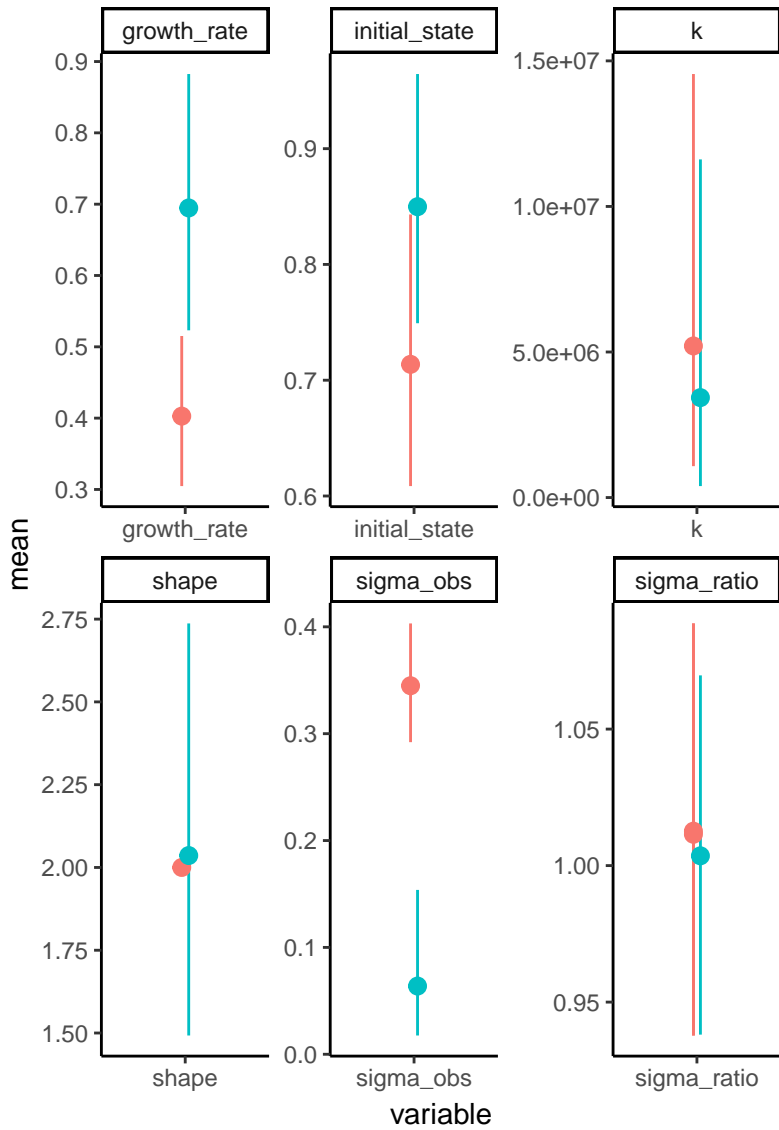 growth_rate
initial_state
k
0.9
0.8
0.7
0.6
0.5
0.4
0.3
growth_rate
0.9
0.8
0.7
0.6
initial_state
1.5e+07
1.0e+07
5.0e+06
0.0e+00
k
mean
shape
sigma_obs
sigma_ratio
2.75
2.50
2.25
2.00
1.75
1.50
shape
0.4
0.3
0.2
0.1
0.0
sigma_obs
1.05
1.00
0.95
sigma_ratio
variable